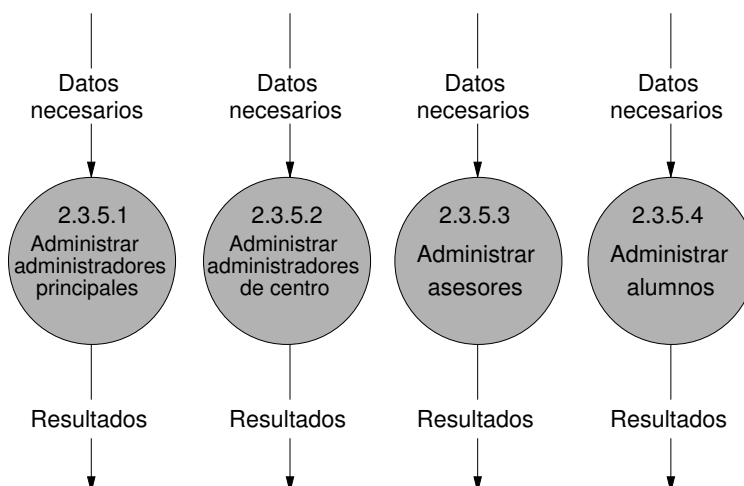 Datos
necesarios
Datos
necesarios
Datos
necesarios
Datos
necesarios
2.3.5.1
Administrar
administradores
principales
2.3.5.2
Administrar
administradores
de centro
2.3.5.3
Administrar
asesores
2.3.5.4
Administrar
alumnos
Resultados
Resultados
Resultados
Resultados